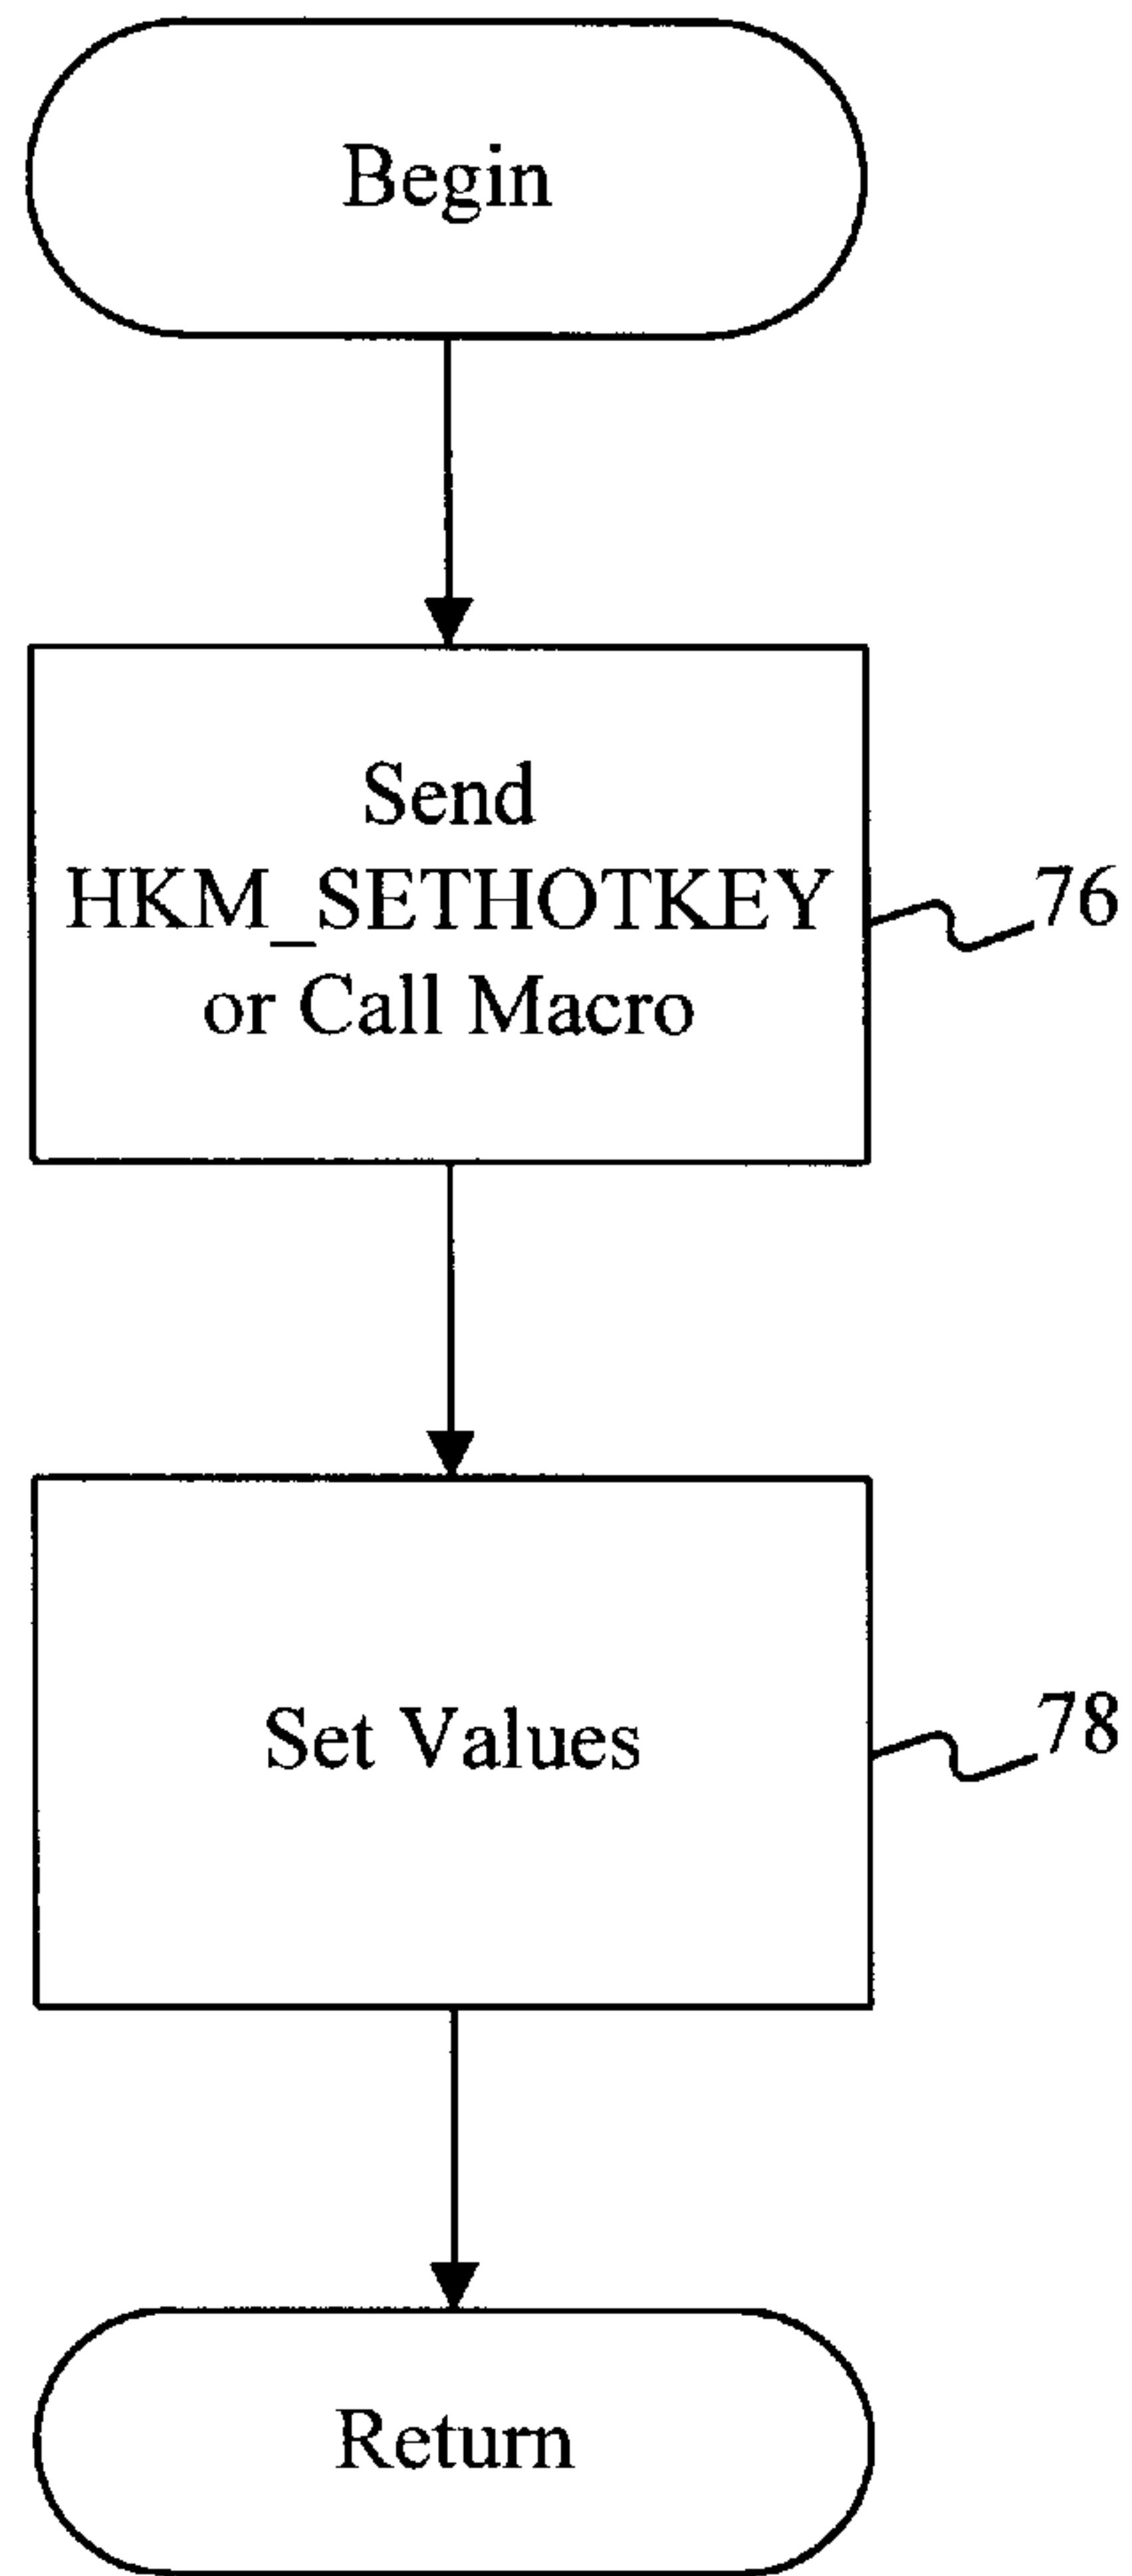 Begin
Send
HKM_SETHOTKEY
or Call Macro
76
Set Values
78
Return